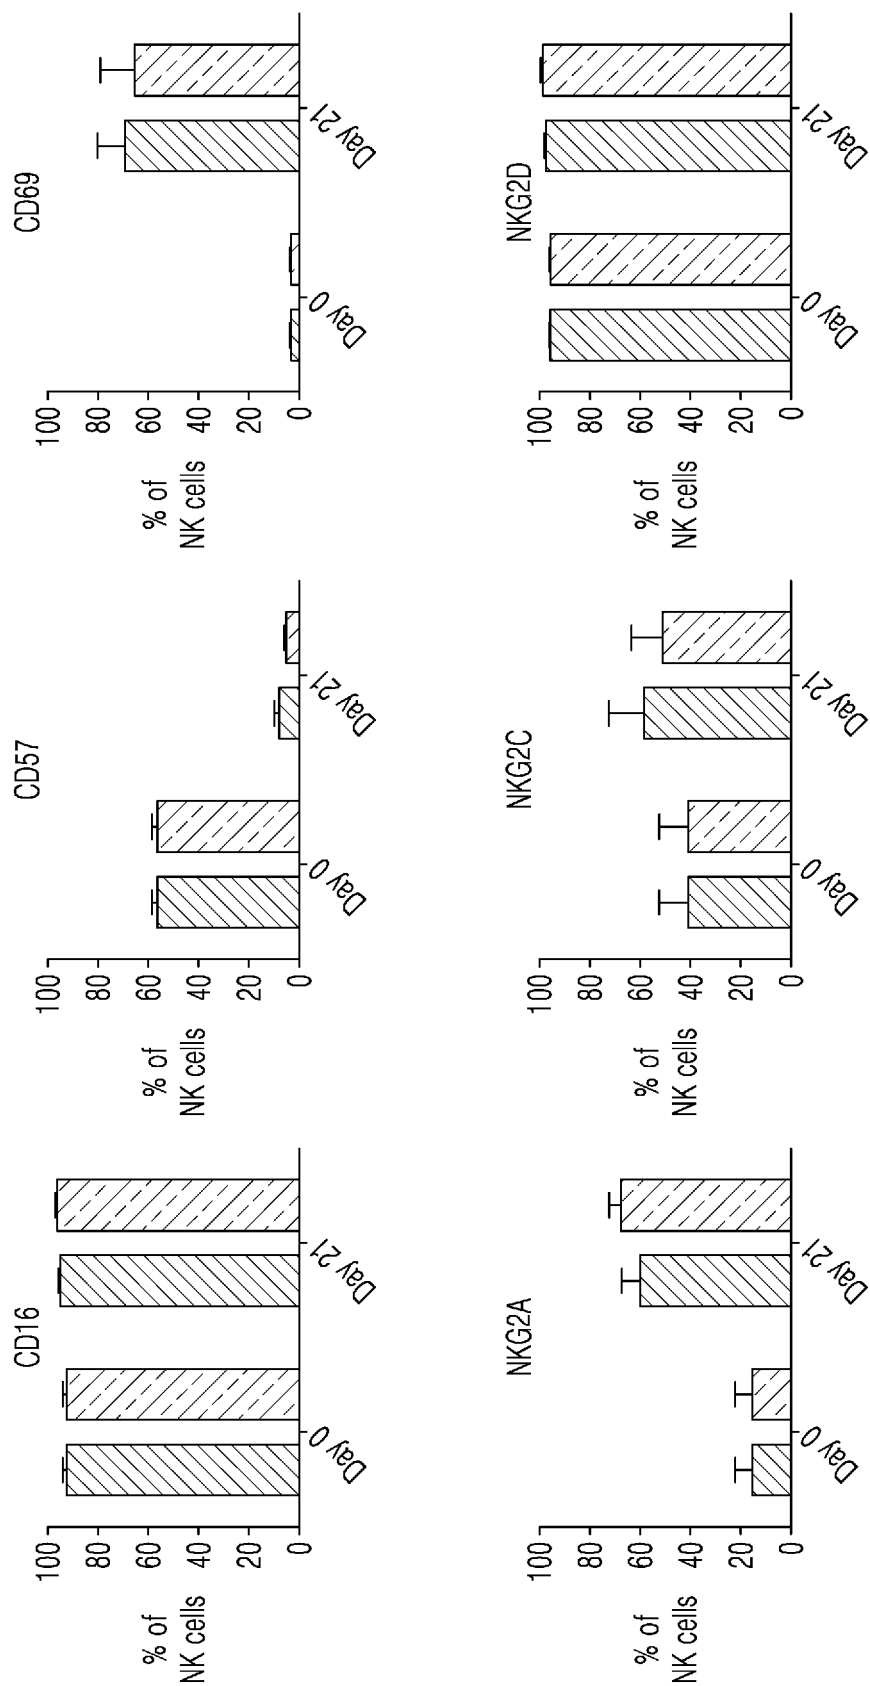 CD16
% of
NK cells
100
80
60
40
20
0
Day 0
Day 21
CD57
% of
NK cells
100
80
60
40
20
0
Day 0
Day 21
CD69
% of
NK cells
100
80
60
40
20
0
Day 0
Day 21
NKG2A
% of
NK cells
100
80
60
40
20
0
Day 0
Day 21
NKG2C
% of
NK cells
100
80
60
40
20
0
Day 0
Day 21
NKG2D
% of
NK cells
100
80
60
40
20
0
Day 0
Day 21